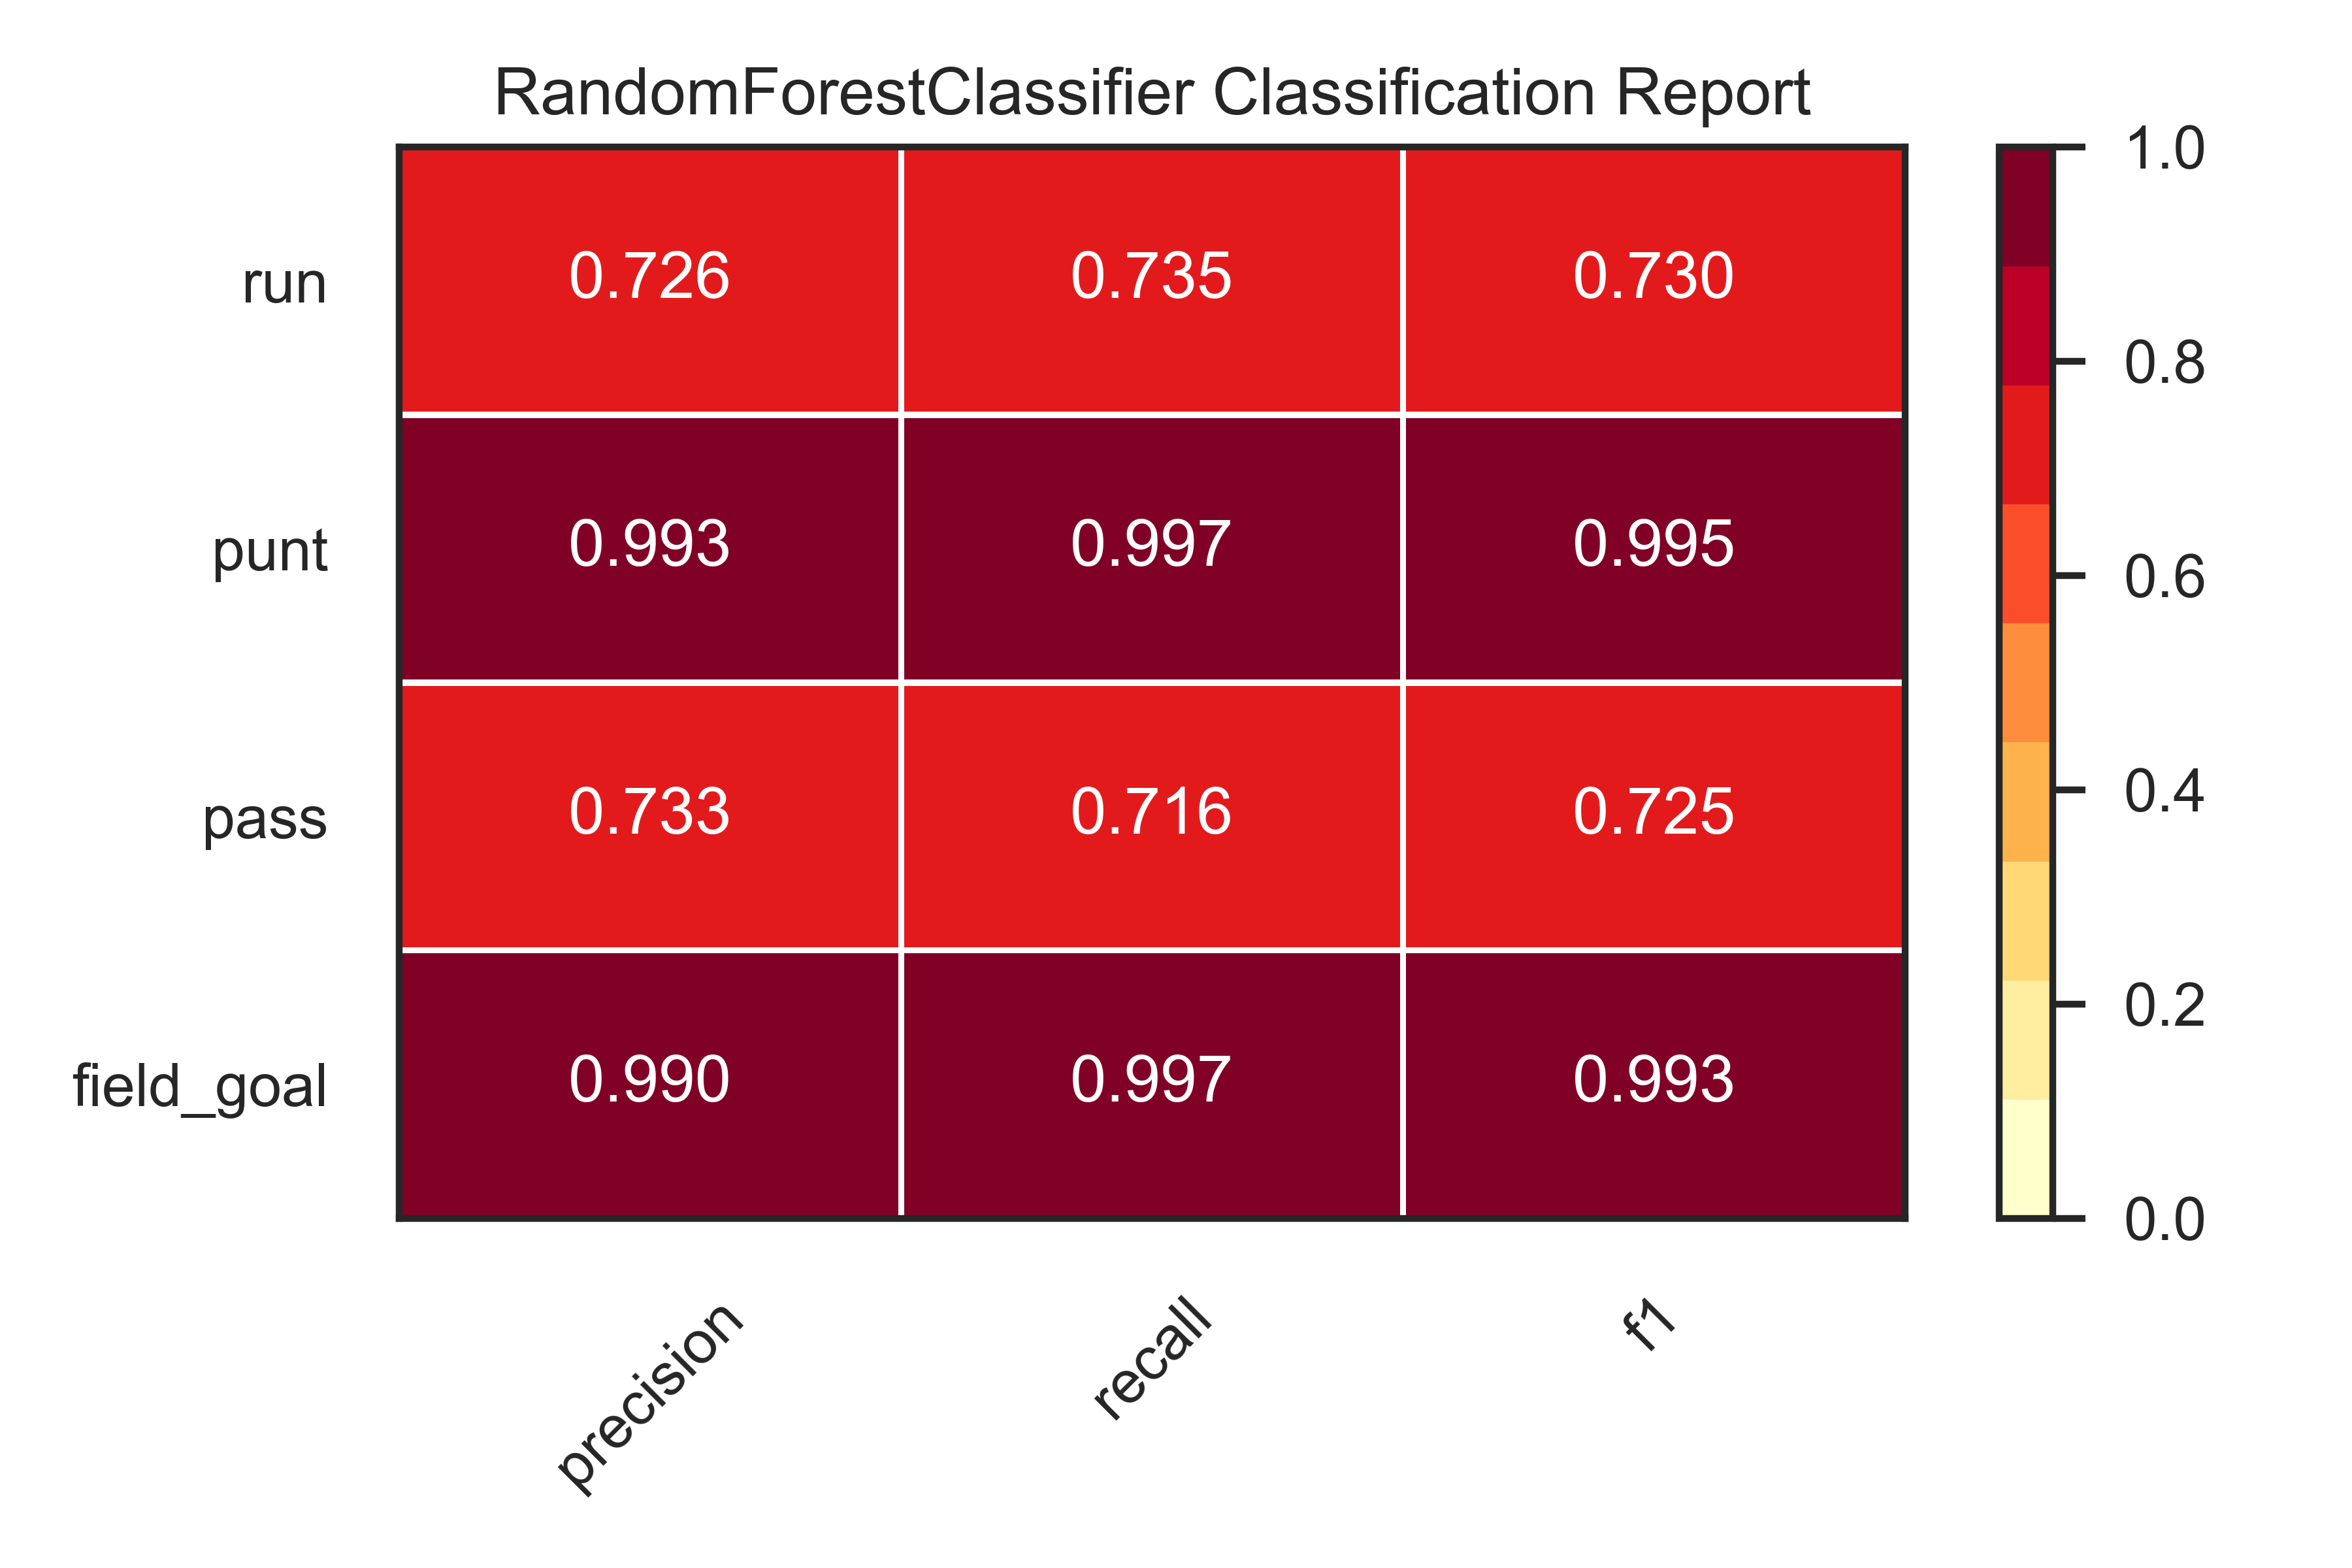 RandomForestClassifier Classification Report
run 0.726 0.735 0.730
punt 0.993 0.997 0.995
pass 0.733 0.716 0.725
field_goal 0.990 0.997 0.993
precision recall f1
1.0
0.8
0.6
0.4
0.2
0.0